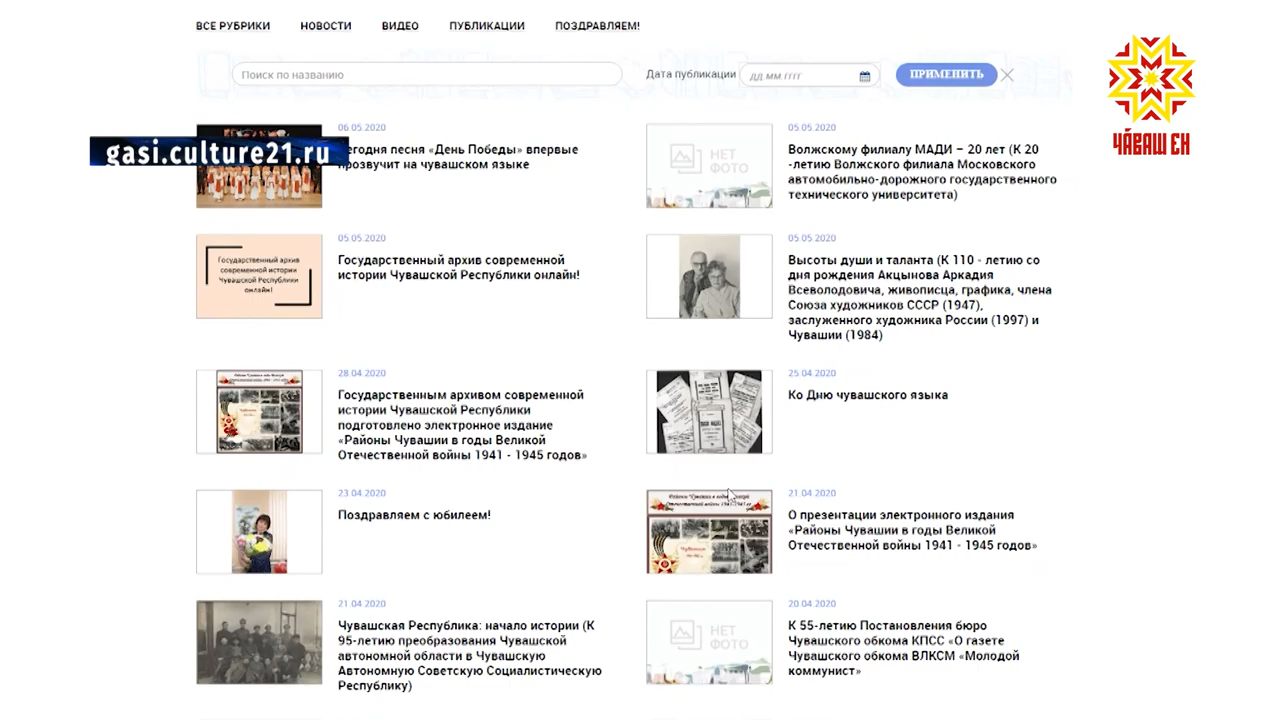 ВСЕ РУБРИКИ НОВОСТИ ВИДЕО ПУБЛИКАЦИИ ПОЗДРАВЛЯЕМ!
Поиск по названию
Дата публикации
ДД.ММ.ГГГГ
ПРИМЕНИТЬ
ЧӐВАШ ЕН
gasi.culture21.ru
06.05.2020
егодня песня «День Победы» впервые
прозвучит на чувашском языке
НЕТ
ФОТО
05.05.2020
Волжскому филиалу МАДИ – 20 лет (К 20
-летию Волжского филиала Московского
автомобильно-дорожного государственного
технического университета)
Государственный архив
современной истории
Чувашской Республики
онлайн!
05.05.2020
Государственный архив современной
истории Чувашской Республики онлайн!
05.05.2020
Высоты души и таланта (К 110 - летию со
дня рождения Акцынова Аркадия
Всеволодовича, живописца, графика, члена
Союза художников СССР (1947),
заслуженного художника России (1997) и
Чувашии (1984)
28.04.2020
Государственным архивом современной
истории Чувашской Республики
подготовлено электронное издание
«Районы Чувашии в годы Великой
Отечественной войны 1941 - 1945 годов»
25.04.2020
Ко Дню чувашского языка
23.04.2020
Поздравляем с юбилеем!
21.04.2020
О презентации электронного издания
«Районы Чувашии в годы Великой
Отечественной войны 1941 - 1945 годов»
21.04.2020
Чувашская Республика: начало истории (К
95-летию преобразования Чувашской
автономной области в Чувашскую
Автономную Советскую Социалистическую
Республику)
НЕТ
ФОТО
20.04.2020
К 55-летию Постановления бюро
Чувашского обкома КПСС «О газете
Чувашского обкома ВЛКСМ «Молодой
коммунист»